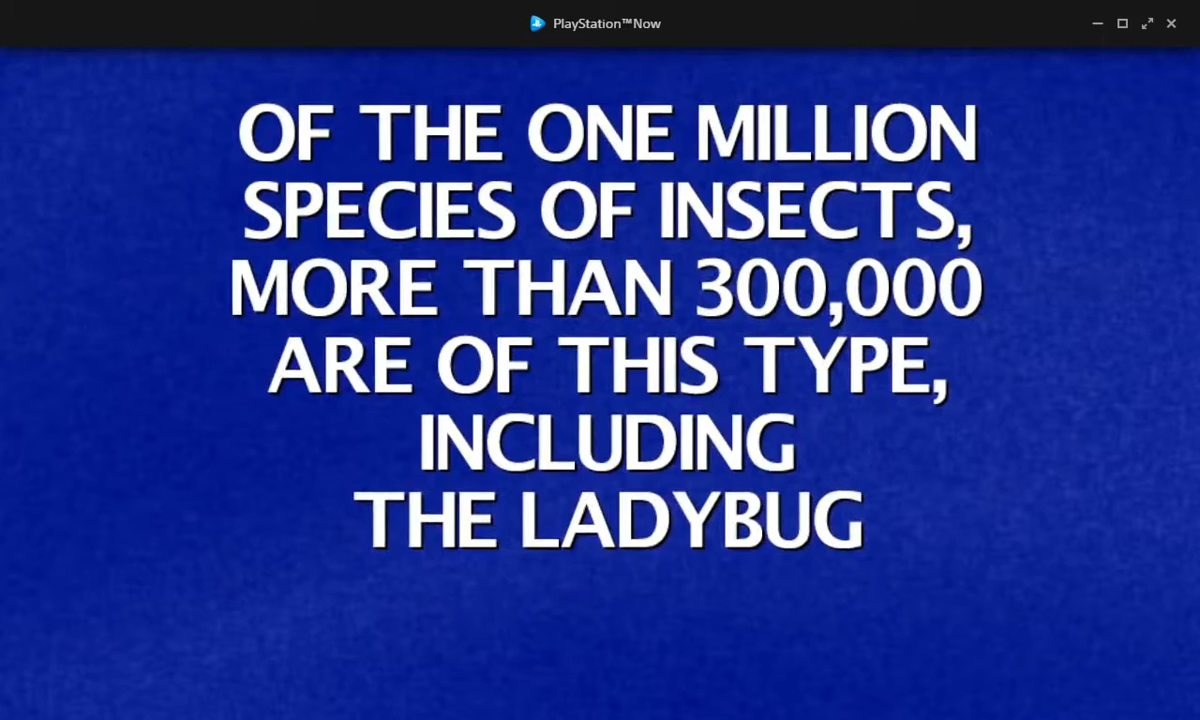 PlayStation™Now
OF THE ONE MILLION
SPECIES OF INSECTS,
MORE THAN 300,000
ARE OF THIS TYPE,
INCLUDING
THE LADYBUG